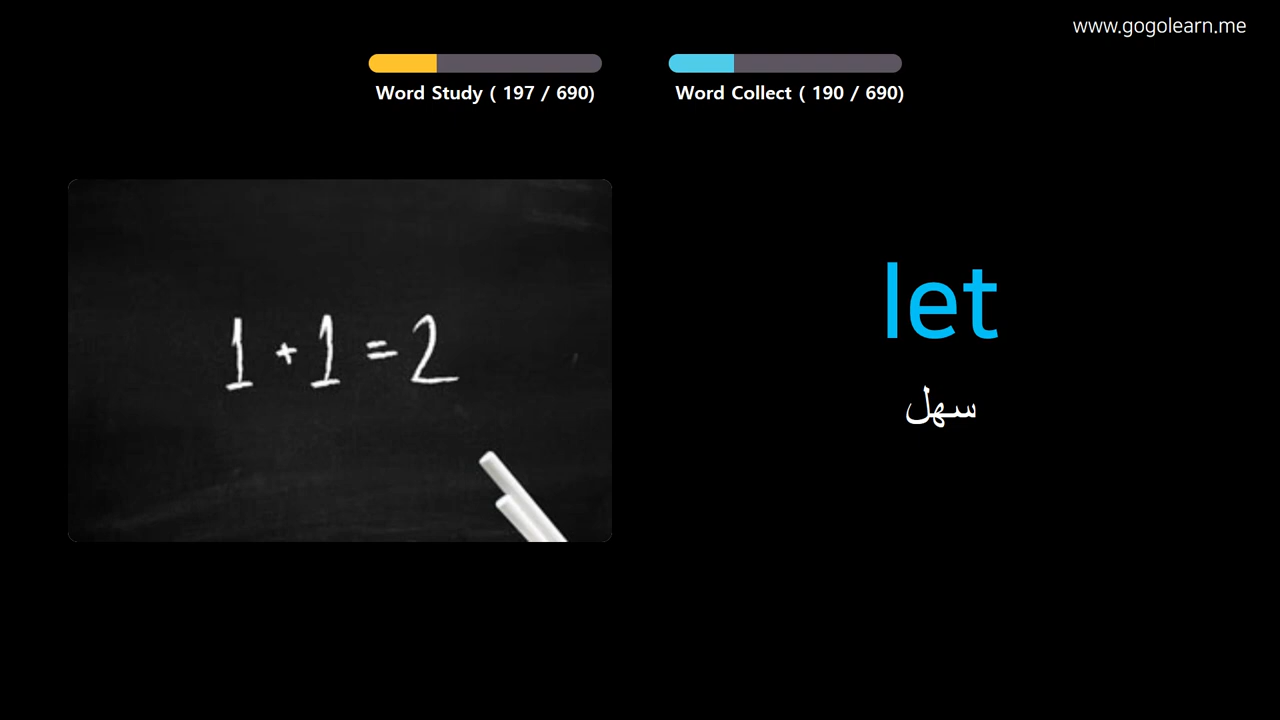 www.gogolearn.me
Word Study ( 197 / 690)
Word Collect ( 190 / 690)
1 + 1 = 2
let
سهل